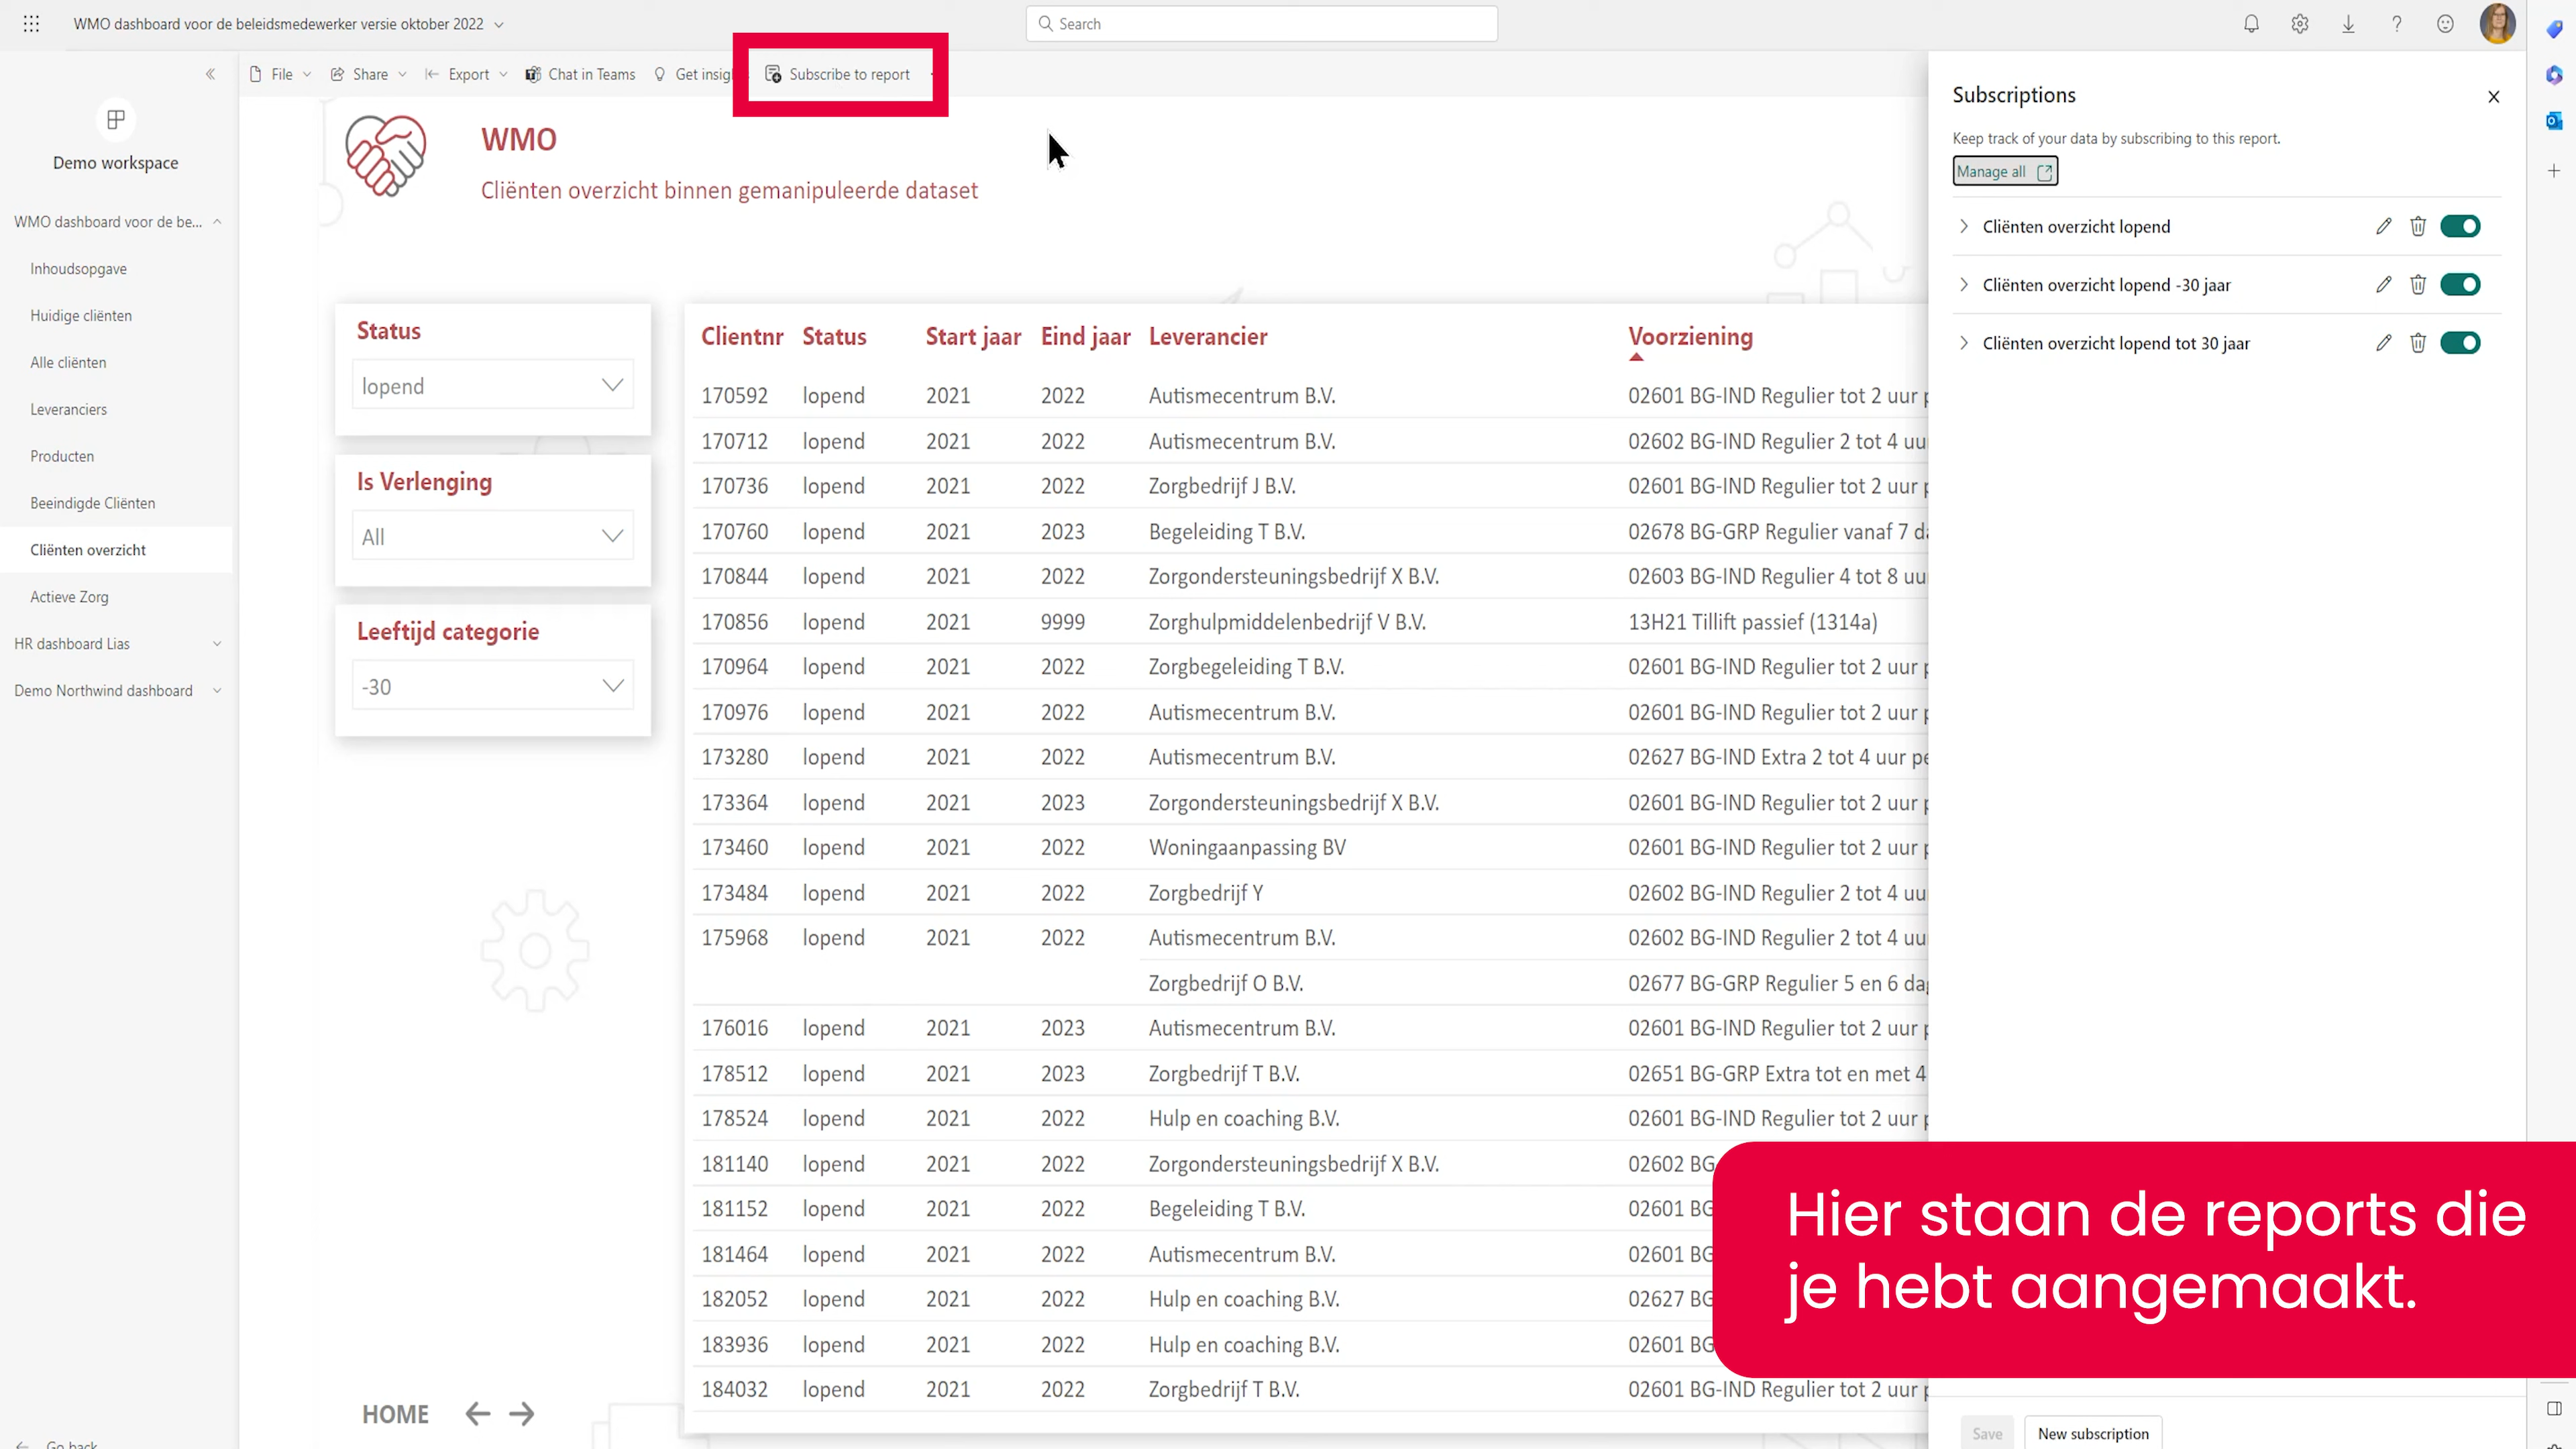 WMO dashboard voor de beleidsmedewerker versie oktober 2022
Search
File
Share
Export
Chat in Teams
Get insig
Subscribe to report
Demo workspace
WMO dashboard voor de be...
Inhoudsopgave
Huidige cliënten
Alle cliënten
Leveranciers
Producten
Beeindigde Cliënten
Cliënten overzicht
Actieve Zorg
HR dashboard Lias
Demo Northwind dashboard
Go back
WMO
Cliënten overzicht binnen gemanipuleerde dataset
Status
lopend
Is Verlenging
All
Leeftijd categorie
-30
HOME
Clientnr Status Start jaar Eind jaar Leverancier Voorziening
170592 lopend 2021 2022 Autismecentrum B.V. 02601 BG-IND Regulier tot 2 uur p
170712 lopend 2021 2022 Autismecentrum B.V. 02602 BG-IND Regulier 2 tot 4 uu
170736 lopend 2021 2022 Zorgbedrijf J B.V. 02601 BG-IND Regulier tot 2 uur p
170760 lopend 2021 2023 Begeleiding T B.V. 02678 BG-GRP Regulier vanaf 7 da
170844 lopend 2021 2022 Zorgondersteuningsbedrijf X B.V. 02603 BG-IND Regulier 4 tot 8 uu
170856 lopend 2021 9999 Zorghulpmiddelenbedrijf V B.V. 13H21 Tillift passief (1314a)
170964 lopend 2021 2022 Zorgbegeleiding T B.V. 02601 BG-IND Regulier tot 2 uur p
170976 lopend 2021 2022 Autismecentrum B.V. 02601 BG-IND Regulier tot 2 uur p
173280 lopend 2021 2022 Autismecentrum B.V. 02627 BG-IND Extra 2 tot 4 uur pe
173364 lopend 2021 2023 Zorgondersteuningsbedrijf X B.V. 02601 BG-IND Regulier tot 2 uur p
173460 lopend 2021 2022 Woningaanpassing BV 02601 BG-IND Regulier tot 2 uur p
173484 lopend 2021 2022 Zorgbedrijf Y 02602 BG-IND Regulier 2 tot 4 uu
175968 lopend 2021 2022 Autismecentrum B.V. 02602 BG-IND Regulier 2 tot 4 uu
Zorgbedrijf O B.V. 02677 BG-GRP Regulier 5 en 6 dag
176016 lopend 2021 2023 Autismecentrum B.V. 02601 BG-IND Regulier tot 2 uur p
178512 lopend 2021 2023 Zorgbedrijf T B.V. 02651 BG-GRP Extra tot en met 4
178524 lopend 2021 2022 Hulp en coaching B.V. 02601 BG-IND Regulier tot 2 uur p
181140 lopend 2021 2022 Zorgondersteuningsbedrijf X B.V. 02602 BG-
181152 lopend 2021 2022 Begeleiding T B.V. 02601 BG
181464 lopend 2021 2022 Autismecentrum B.V. 02601 BG
182052 lopend 2021 2022 Hulp en coaching B.V. 02627 BG
183936 lopend 2021 2022 Hulp en coaching B.V. 02601 BG
184032 lopend 2021 2022 Zorgbedrijf T B.V. 02601 BG-IND Regulier tot 2 uur p
Subscriptions
Keep track of your data by subscribing to this report.
Manage all
Cliënten overzicht lopend
Cliënten overzicht lopend -30 jaar
Cliënten overzicht lopend tot 30 jaar
Hier staan de reports die
je hebt aangemaakt.
Save
New subscription